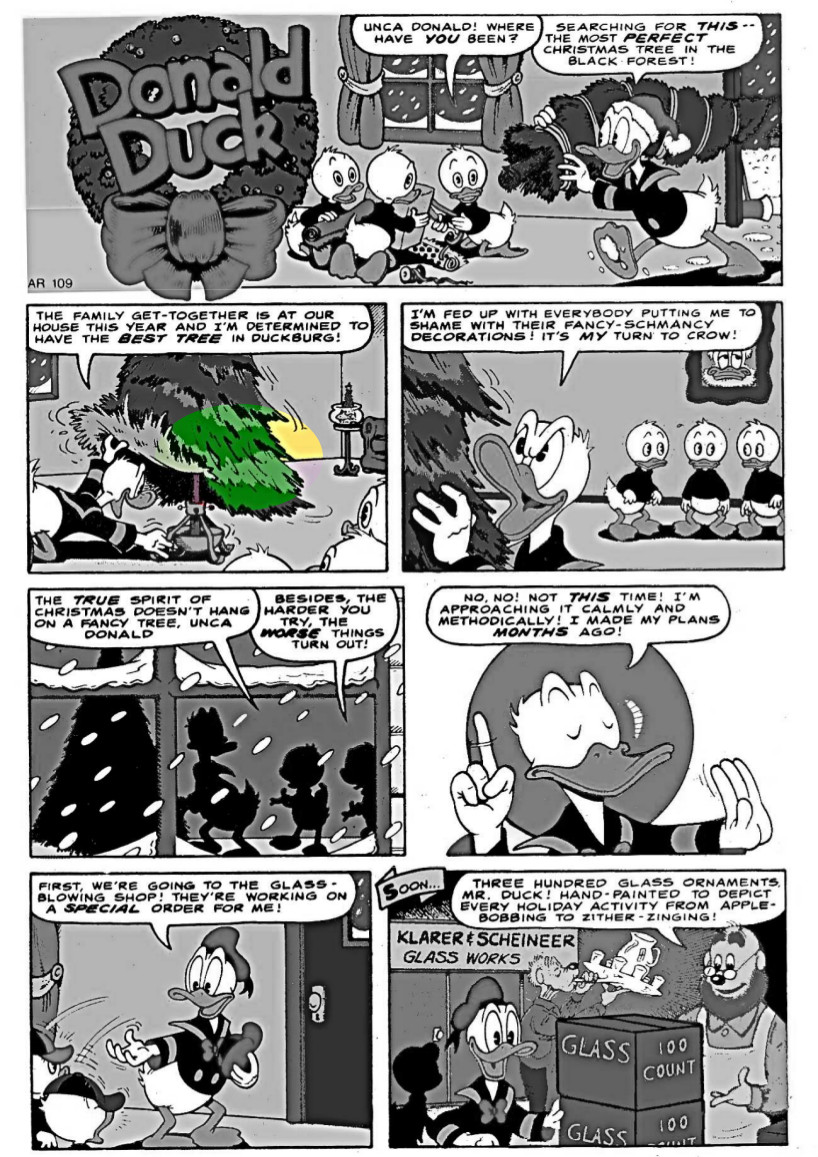 Donald
Duck
AR 109
UNCA DONALD! WHERE
HAVE YOU BEEN?
SEARCHING FOR THIS--
THE MOST PERFECT
CHRISTMAS TREE IN THE
BLACK FOREST!
THE FAMILY GET-TOGETHER IS AT OUR
HOUSE THIS YEAR AND I'M DETERMINED TO
HAVE THE BEST TREE IN DUCKBURG!
I'M FED UP WITH EVERYBODY PUTTING ME TO
SHAME WITH THEIR FANCY-SCHMANCY
DECORATIONS! IT'S MY TURN TO CROW!
THE TRUE SPIRIT OF
CHRISTMAS DOESN'T HANG
ON A FANCY TREE, UNCA
DONALD
BESIDES, THE
HARDER YOU
TRY, THE
WORSE THINGS
TURN OUT!
NO, NO! NOT THIS TIME! I'M
APPROACHING IT CALMLY AND
METHODICALLY! I MADE MY PLANS
MONTHS AGO!
FIRST, WE'RE GOING TO THE GLASS-
BLOWING SHOP! THEY'RE WORKING ON
A SPECIAL ORDER FOR ME!
SOON...
THREE HUNDRED GLASS ORNAMENTS,
MR. DUCK! HAND-PAINTED TO DEPICT
EVERY HOLIDAY ACTIVITY FROM APPLE-
BOBBING TO ZITHER-ZINGING!
KLARER & SCHEINEER
GLASS WORKS
GLASS
100
COUNT
GLASS
100
COUNT